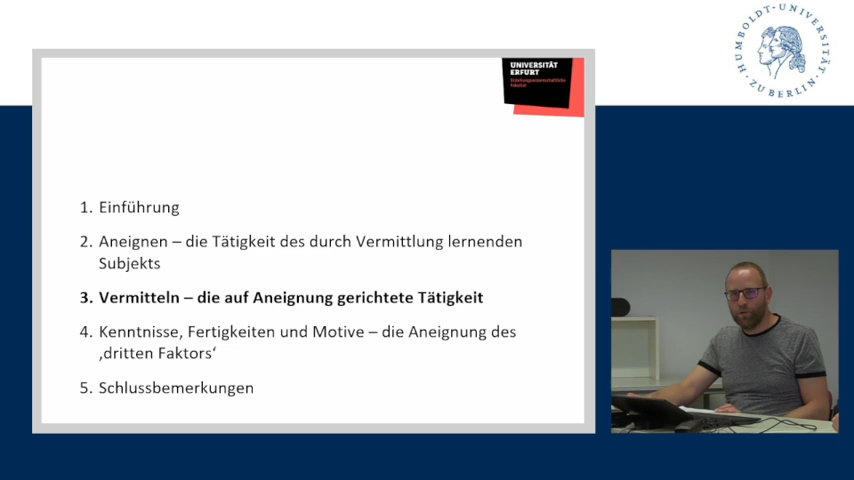 HUMBOLDT-UNIVERSITÄT
ZU BERLIN
UNIVERSITÄT
ERFURT
Erziehungswissenschaftliche
Fakultät
1. Einführung
2. Aneignen – die Tätigkeit des durch Vermittlung lernenden
Subjekts
3. Vermitteln – die auf Aneignung gerichtete Tätigkeit
4. Kenntnisse, Fertigkeiten und Motive – die Aneignung des
‚dritten Faktors‘
5. Schlussbemerkungen